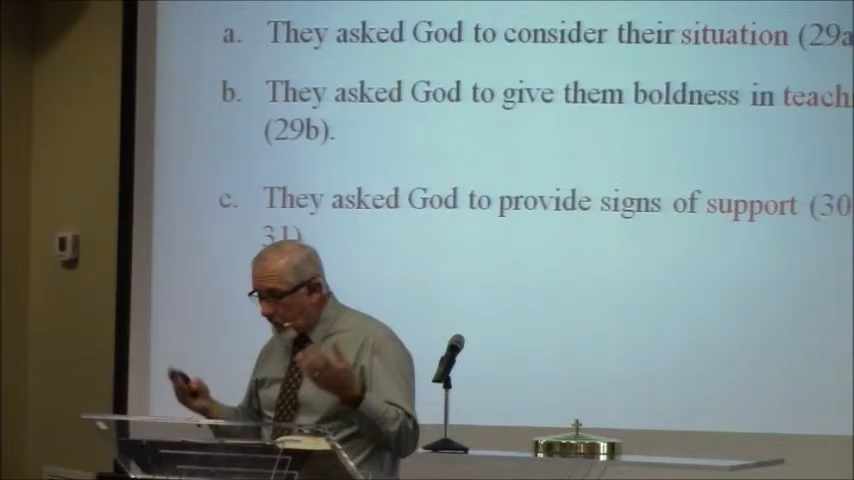 a. They asked God to consider their situation (29a
b. They asked God to give them boldness in teach
(29b).
c. They asked God to provide signs of support (30
31)